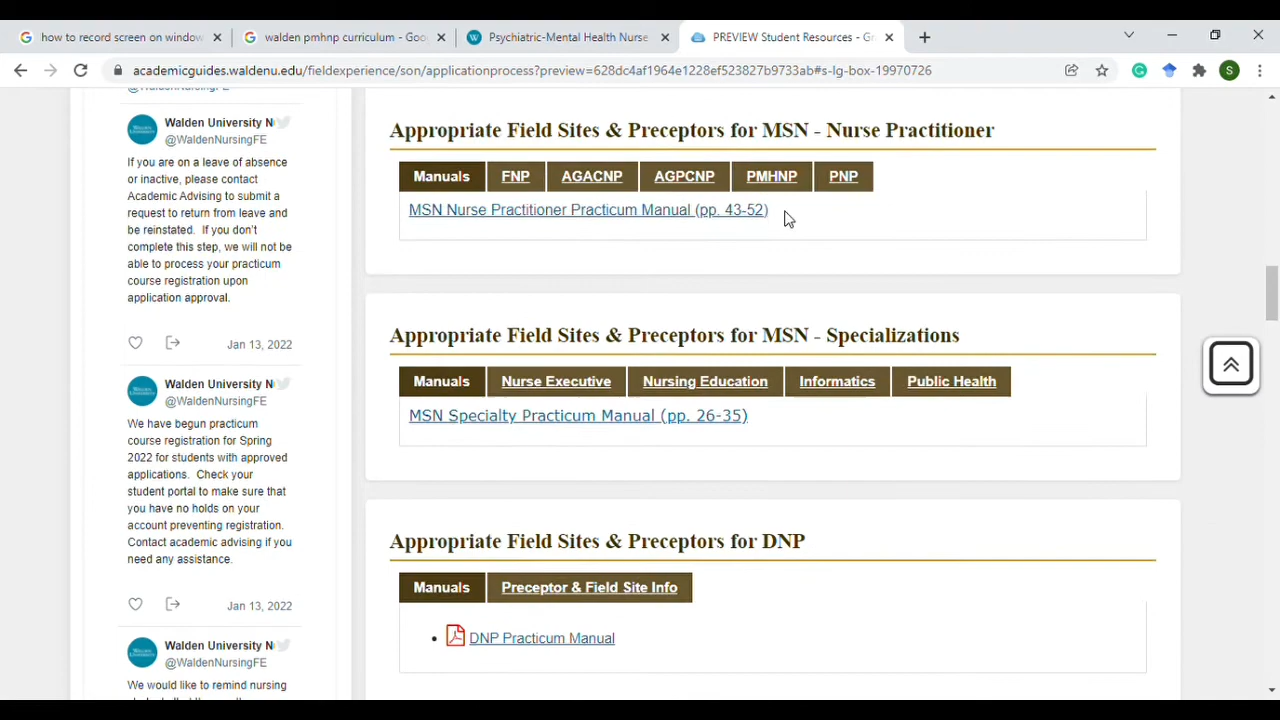 how to record screen on window
walden pmhnp curriculum - Goo
Psychiatric-Mental Health Nurse
PREVIEW Student Resources - Gr
academicguides.waldenu.edu/fieldexperience/son/applicationprocess?preview=628dc4af1964e1228ef523827b9733ab#s-lg-box-19970726
S
@WaldenNursingFE
Walden University N
@WaldenNursingFE
If you are on a leave of absence
or inactive, please contact
Academic Advising to submit a
request to return from leave and
be reinstated. If you don't
complete this step, we will not be
able to process your practicum
course registration upon
application approval.
Jan 13, 2022
Walden University N
@WaldenNursingFE
We have begun practicum
course registration for Spring
2022 for students with approved
applications. Check your
student portal to make sure that
you have no holds on your
account preventing registration.
Contact academic advising if you
need any assistance.
Jan 13, 2022
Walden University N
@WaldenNursingFE
We would like to remind nursing
Appropriate Field Sites & Preceptors for MSN - Nurse Practitioner
Manuals FNP AGACNP AGPCNP PMHNP PNP
MSN Nurse Practitioner Practicum Manual (pp. 43-52)
Appropriate Field Sites & Preceptors for MSN - Specializations
Manuals Nurse Executive Nursing Education Informatics Public Health
MSN Specialty Practicum Manual (pp. 26-35)
Appropriate Field Sites & Preceptors for DNP
Manuals Preceptor & Field Site Info
• DNP Practicum Manual